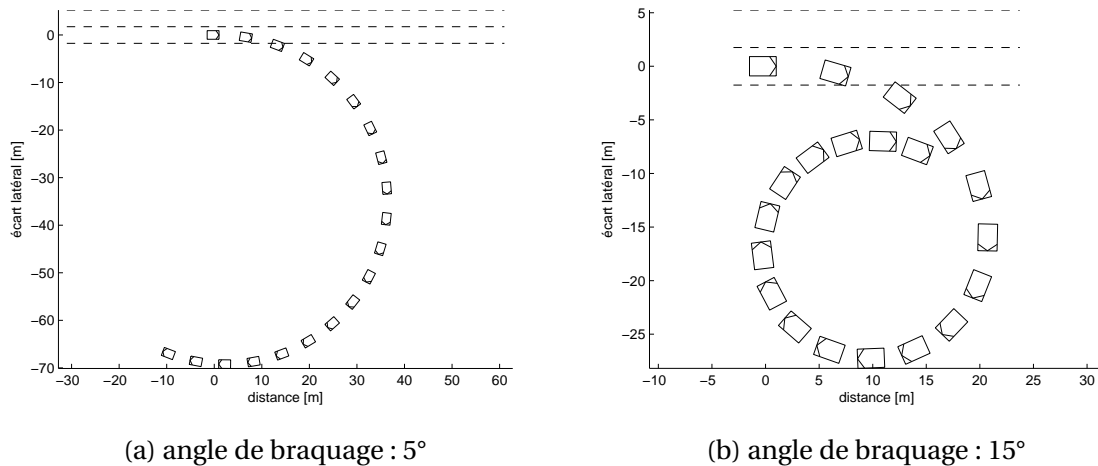 0
−10
−20
−30
−40
−50
−60
−70
écart latéral [m]
−30 −20 −10 0 10 20 30 40 50 60
distance [m]
(a) angle de braquage : 5°
5
0
−5
−10
−15
−20
−25
écart latéral [m]
−10 −5 0 5 10 15 20 25 30
distance [m]
(b) angle de braquage : 15°